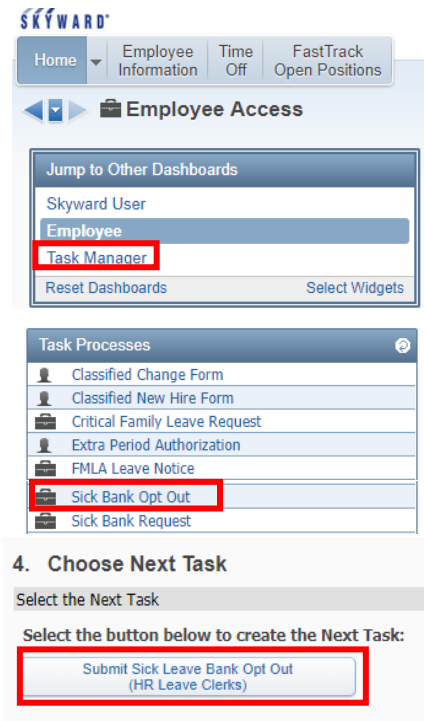 SKYWARD
Home Employee Information Time Off FastTrack Open Positions
Employee Access
Jump to Other Dashboards
Skyward User
Employee
Task Manager
Reset Dashboards Select Widgets
Task Processes
Classified Change Form
Classified New Hire Form
Critical Family Leave Request
Extra Period Authorization
FMLA Leave Notice
Sick Bank Opt Out
Sick Bank Request
4. Choose Next Task
Select the Next Task
Select the button below to create the Next Task:
Submit Sick Leave Bank Opt Out
(HR Leave Clerks)